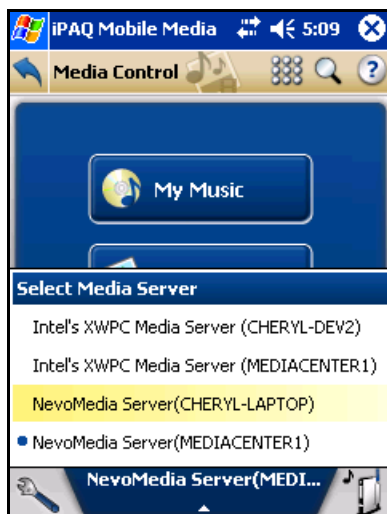 iPAQ Mobile Media 5:09
Media Control ?
My Music
Select Media Server
Intel's XWPC Media Server (CHERYL-DEV2)
Intel's XWPC Media Server (MEDIACENTER1)
NevoMedia Server(CHERYL-LAPTOP)
NevoMedia Server(MEDIACENTER1)
NevoMedia Server(MEDI...